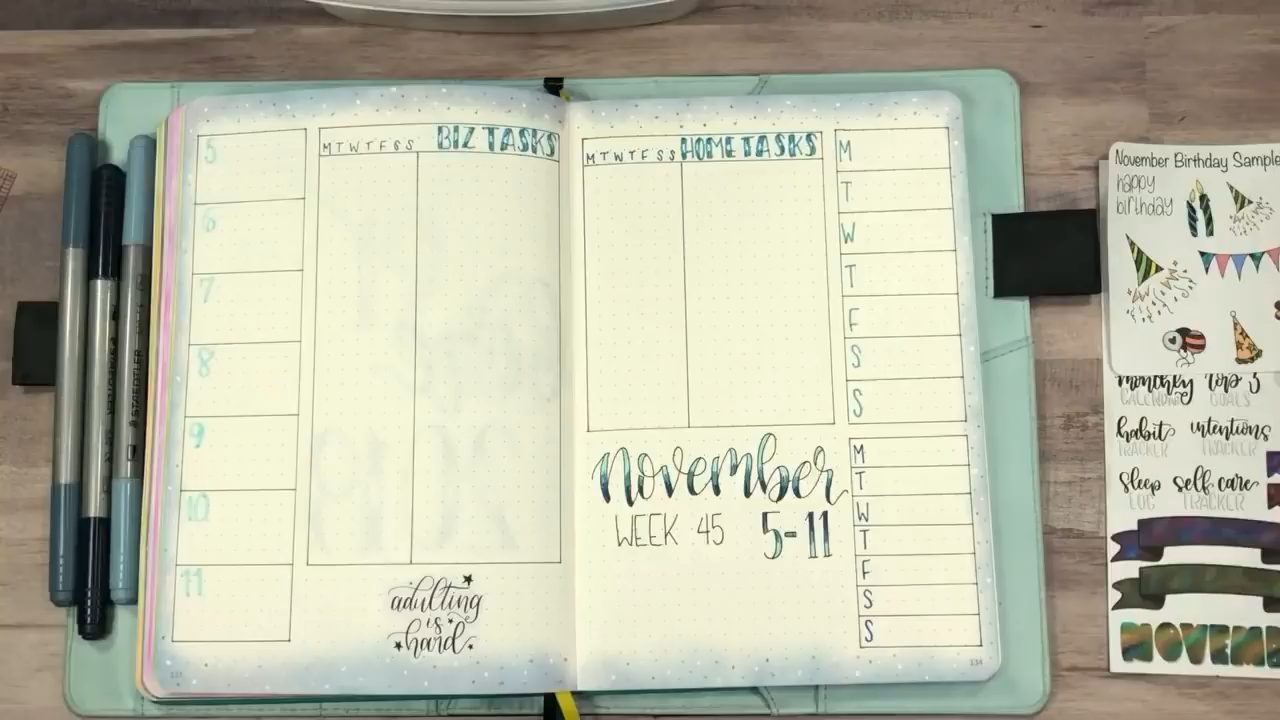 5
6
7
8
9
10
11
MTWTFSS BIZ TASKS
adulting
is
hard
MTWTFSS HOME TASKS
november
WEEK 45 5-11
M
T
W
T
F
S
S
M
T
W
T
F
S
S
November Birthday Sample
happy
birthday
monthly top 3
CALENDAR GOALS
habit intentions
TRACKER TRACKER
sleep self care
LOG TRACKER
NOVEMB
STAEDTLER